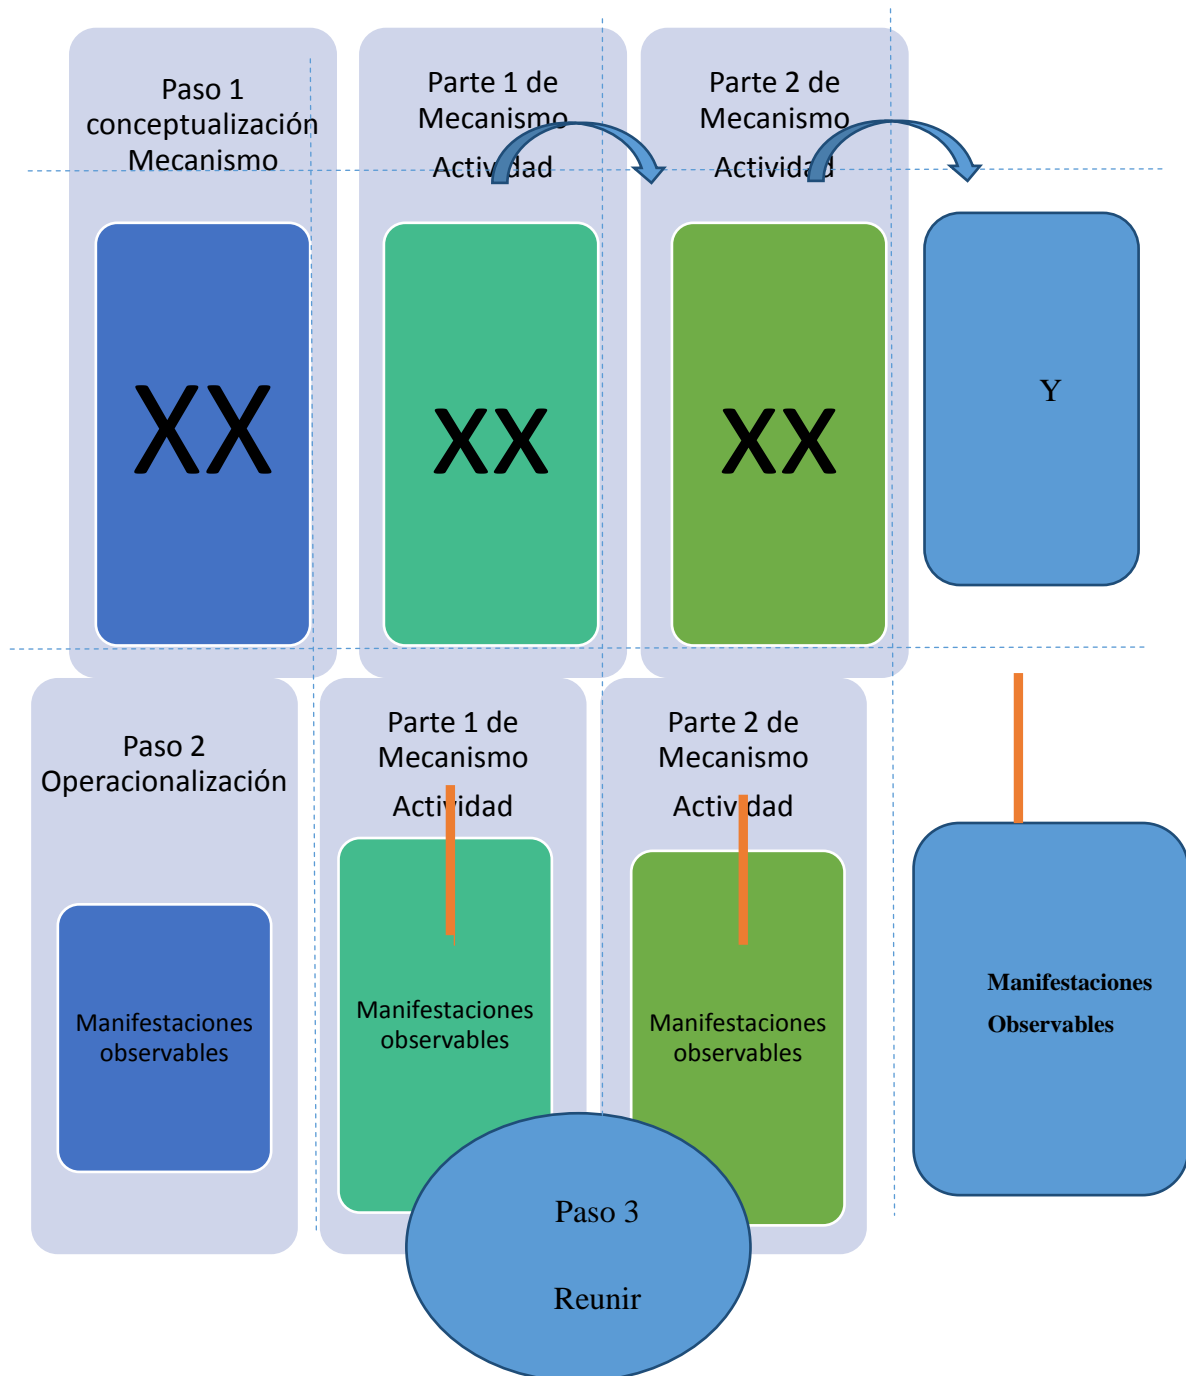 Paso 1
conceptualización
Mecanismo
Parte 1 de
Mecanismo
Actividad
Parte 2 de
Mecanismo
Actividad
XX
XX
XX
Y
Paso 2
Operacionalización
Parte 1 de
Mecanismo
Actividad
Parte 2 de
Mecanismo
Actividad
Manifestaciones
observables
Manifestaciones
observables
Manifestaciones
observables
Manifestaciones
Observables
Paso 3
Reunir